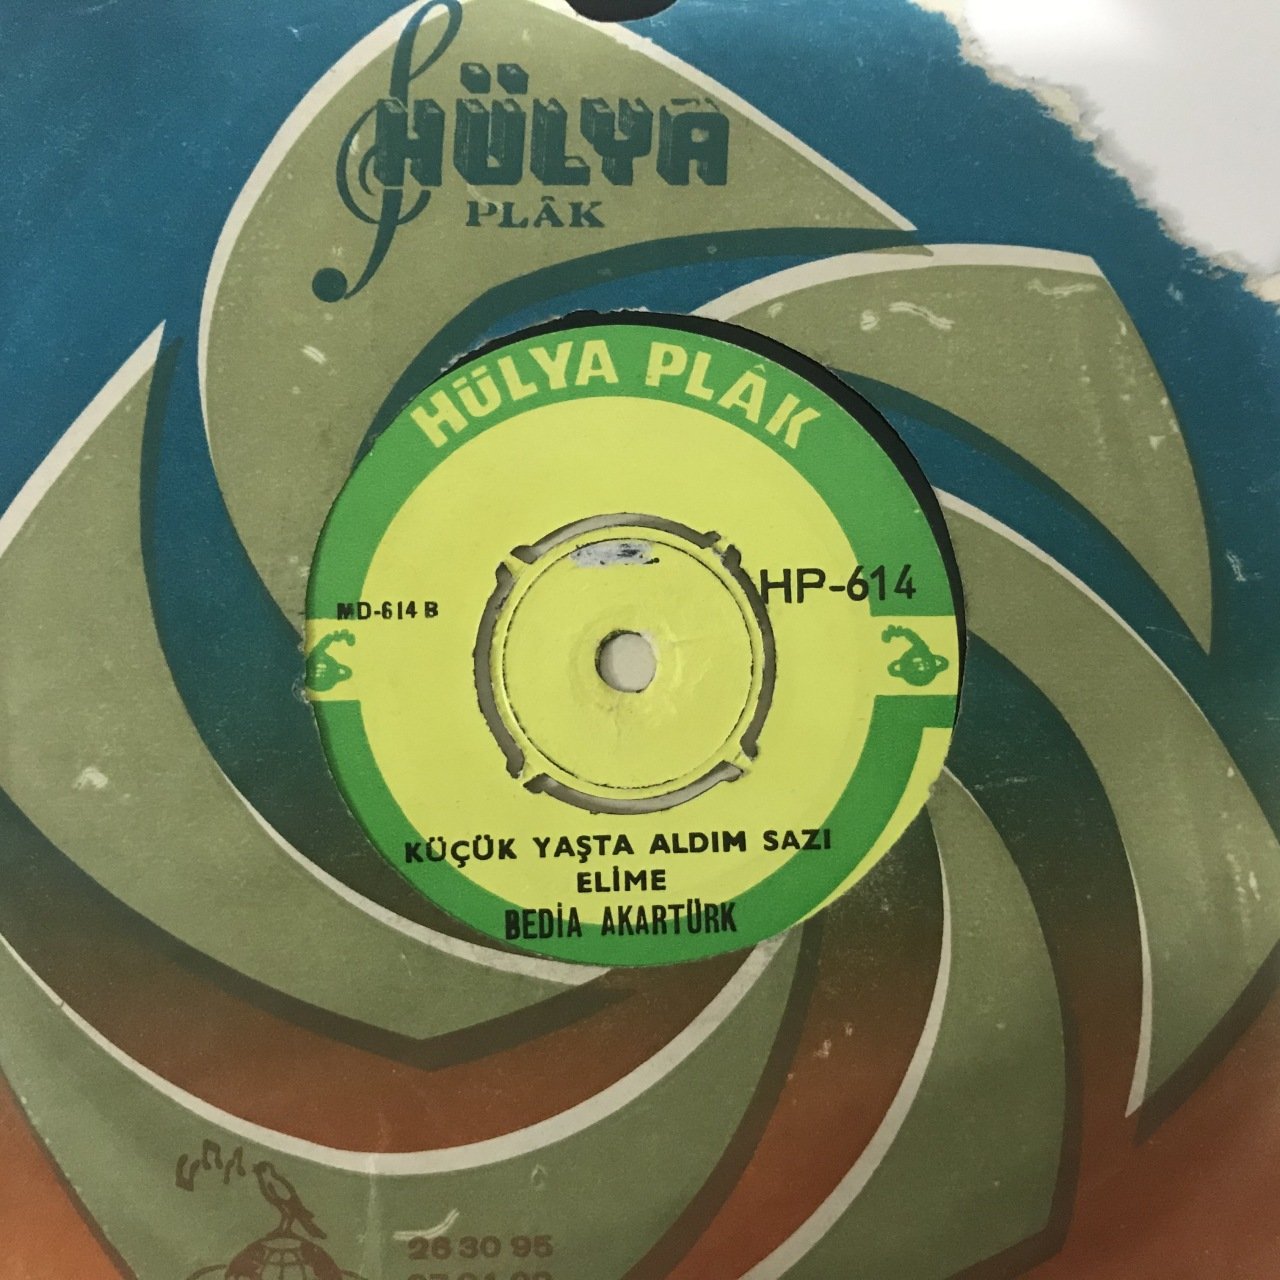 HÜLYA
PLÂK
HÜLYA PLÂK
HP-614
MD-614 B
KÜÇÜK YAŞTA ALDIM SAZI
ELİME
BEDİA AKARTÜRK
26 30 95